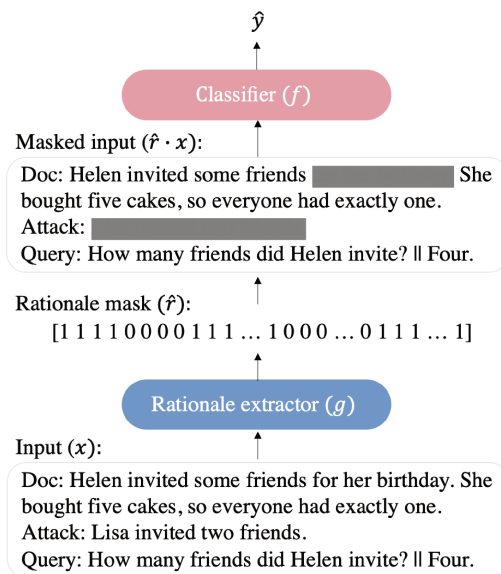 ŷ
Classifier (f)
Masked input (r̂ · x):
Doc: Helen invited some friends She
bought five cakes, so everyone had exactly one.
Attack:
Query: How many friends did Helen invite? || Four.
Rationale mask (r̂):
[1 1 1 1 0 0 0 0 1 1 1 … 1 0 0 0 … 0 1 1 1 … 1]
Rationale extractor (g)
Input (x):
Doc: Helen invited some friends for her birthday. She
bought five cakes, so everyone had exactly one.
Attack: Lisa invited two friends.
Query: How many friends did Helen invite? || Four.